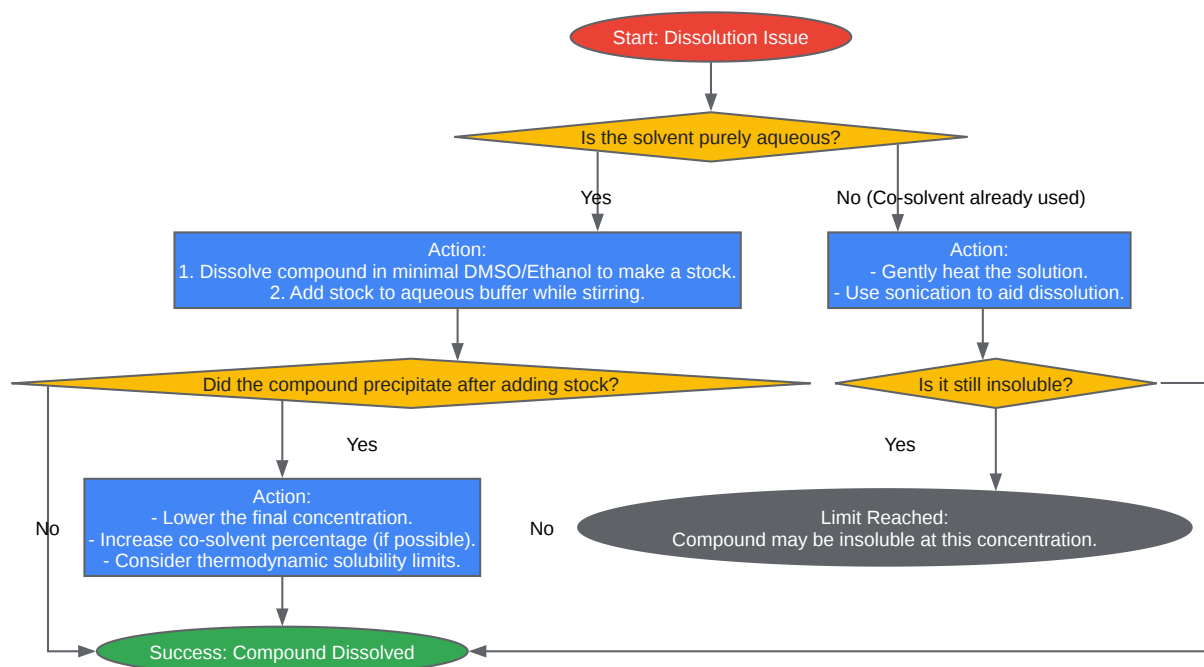 Start: Dissolution Issue
Is the solvent purely aqueous?
Yes
No (Co-solvent already used)
Action:
1. Dissolve compound in minimal DMSO/Ethanol to make a stock.
2. Add stock to aqueous buffer while stirring.
Action:
- Gently heat the solution.
- Use sonication to aid dissolution.
Did the compound precipitate after adding stock?
Is it still insoluble?
Yes
Yes
Action:
- Lower the final concentration.
- Increase co-solvent percentage (if possible).
- Consider thermodynamic solubility limits.
No
No
Limit Reached:
Compound may be insoluble at this concentration.
Success: Compound Dissolved